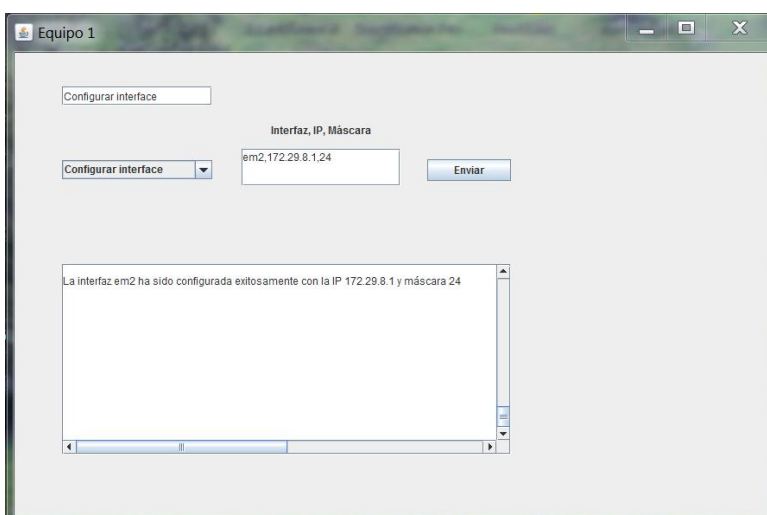 Equipo 1
Configurar interface
Interfaz, IP, Máscara
Configurar interface
em2,172.29.8.1,24
Enviar
La interfaz em2 ha sido configurada exitosamente con la IP 172.29.8.1 y máscara 24